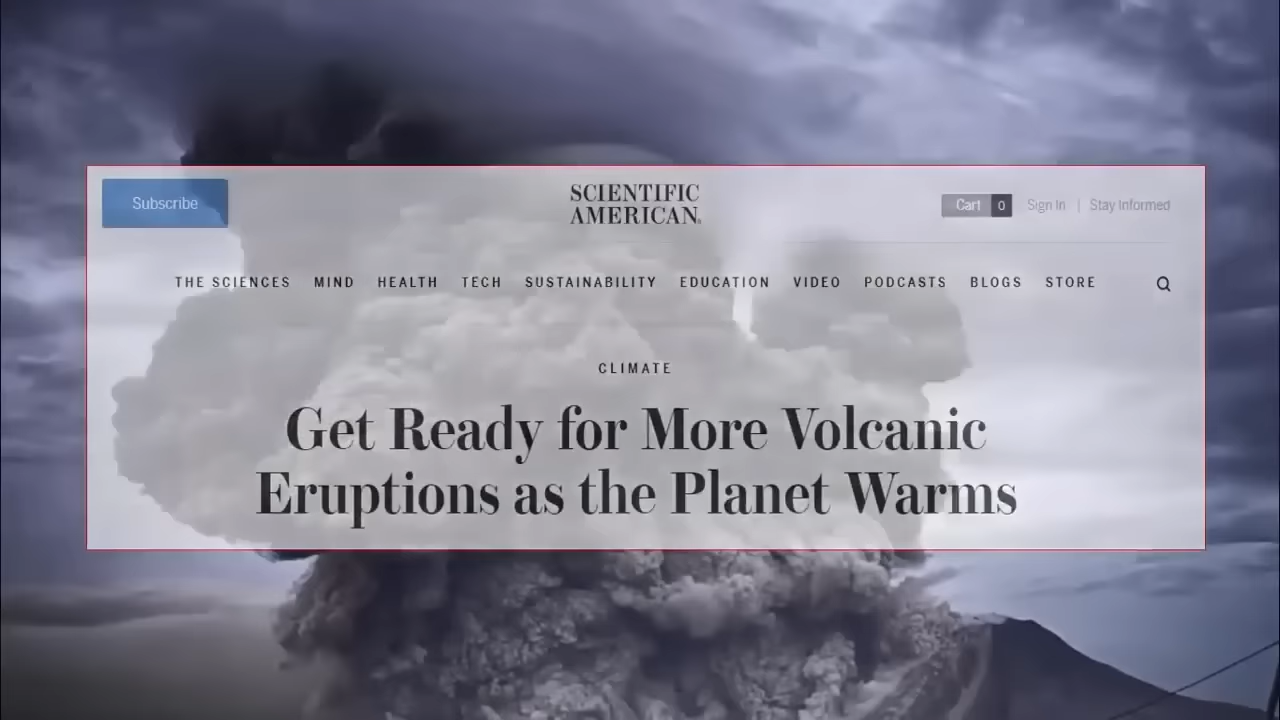 Subscribe
SCIENTIFIC
AMERICAN®
Cart 0 Sign In | Stay Informed
THE SCIENCES MIND HEALTH TECH SUSTAINABILITY EDUCATION VIDEO PODCASTS BLOGS STORE
CLIMATE
Get Ready for More Volcanic
Eruptions as the Planet Warms